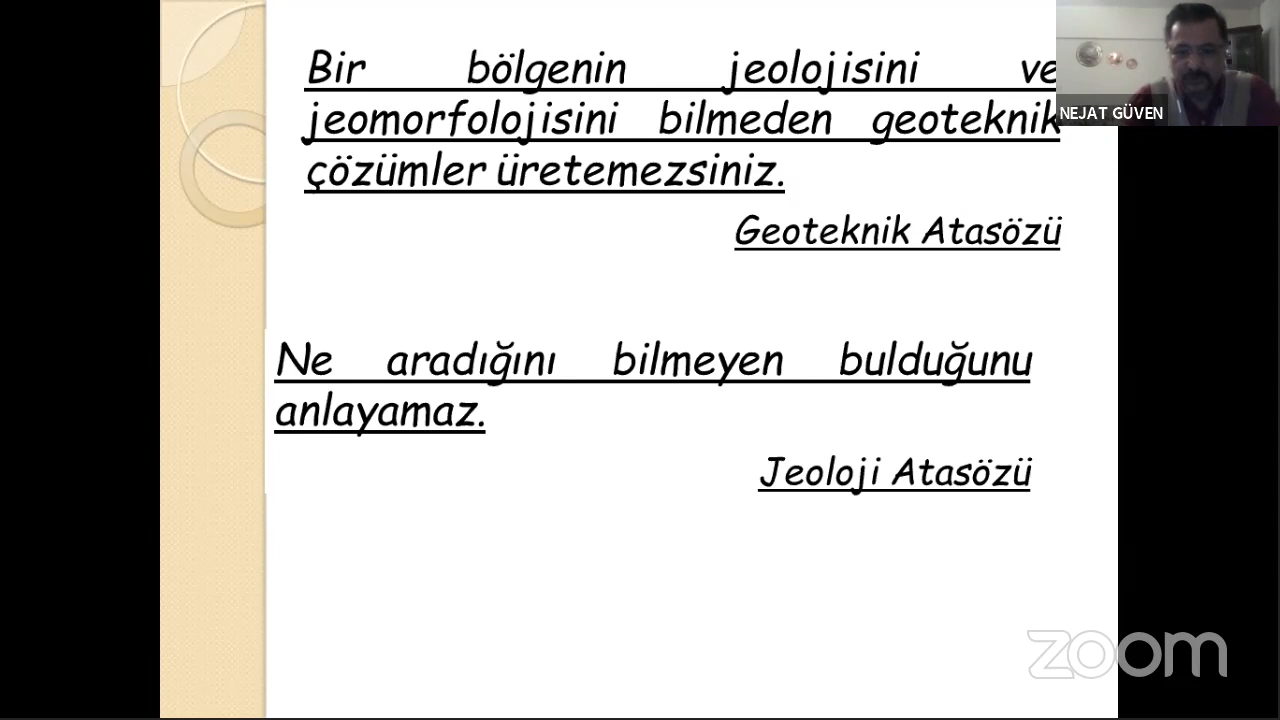 Bir bölgenin jeolojisini ve
jeomorfolojisini bilmeden geoteknik
çözümler üretemezsiniz.
Geoteknik Atasözü
Ne aradığını bilmeyen bulduğunu
anlayamaz.
Jeoloji Atasözü
NEJAT GÜVEN
zoom